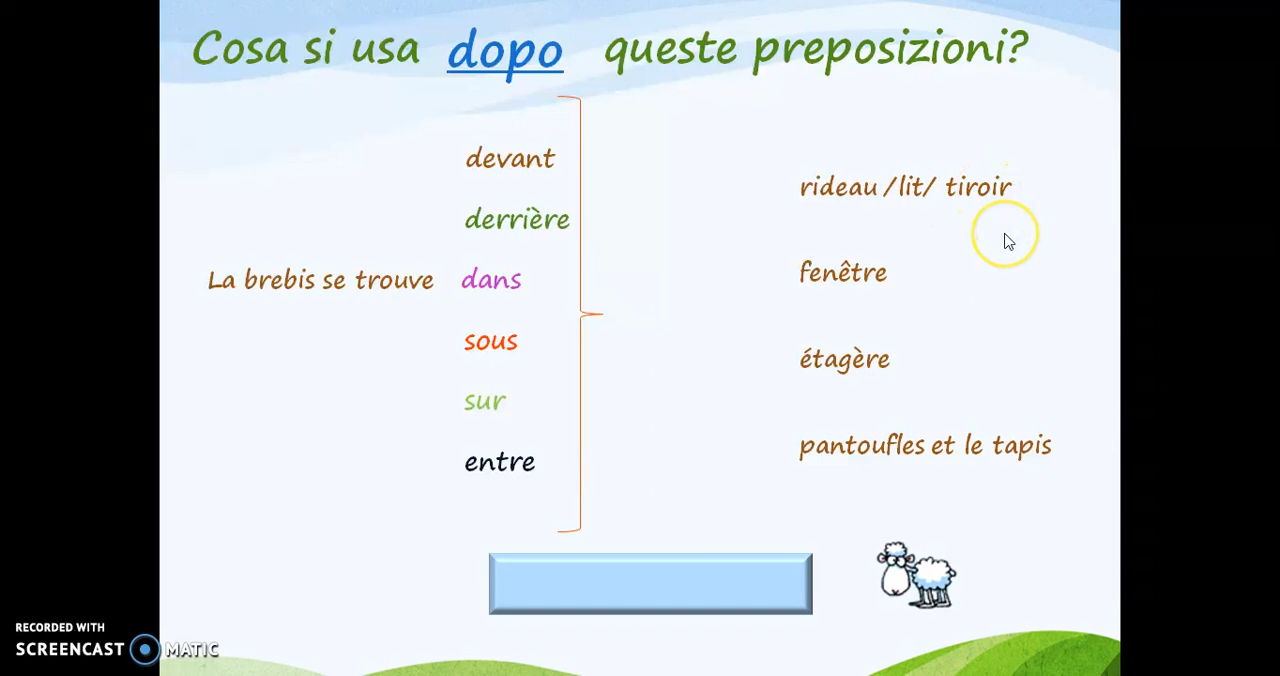 Cosa si usa dopo queste preposizioni?
devant
derrière
La brebis se trouve dans
sous
sur
entre
rideau /lit/ tiroir
fenêtre
étagère
pantoufles et le tapis
RECORDED WITH
SCREENCAST MATIC